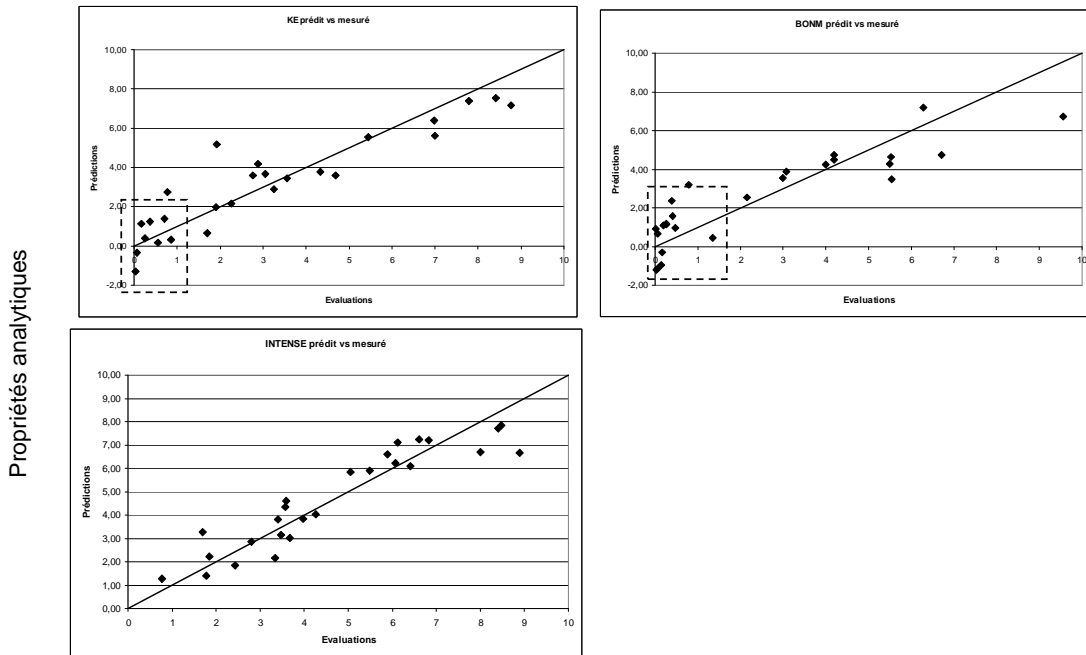 Propriétés analytiques
KE prédit vs mesuré
Prédictions
10,00
8,00
6,00
4,00
2,00
0,00
-2,00
0 1 2 3 4 5 6 7 8 9 10
Evaluations
BONM prédit vs mesuré
Prédictions
10,00
8,00
6,00
4,00
2,00
0,00
-2,00
0 1 2 3 4 5 6 7 8 9 10
Evaluations
INTENSE prédit vs mesuré
Prédictions
10,00
9,00
8,00
7,00
6,00
5,00
4,00
3,00
2,00
1,00
0,00
0 1 2 3 4 5 6 7 8 9 10
Evaluations